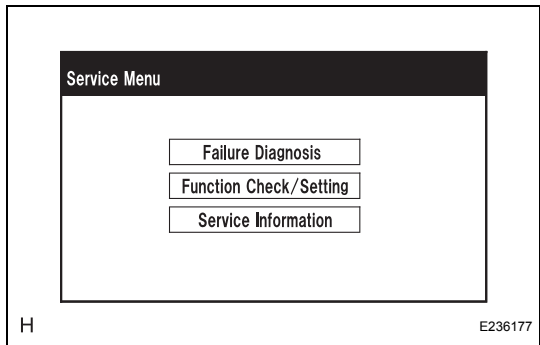 Service Menu
Failure Diagnosis
Function Check/Setting
Service Information
H
E236177